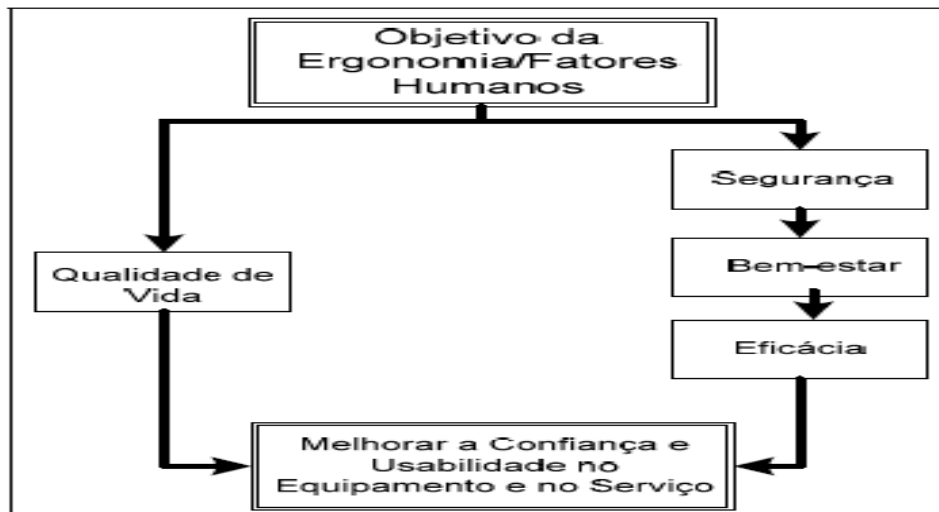 Objetivo da
Ergonomia/Fatores
Humanos
Segurança
Bem-estar
Qualidade de
Vida
Eficácia
Melhorar a Confiança e
Usabilidade no
Equipamento e no Serviço